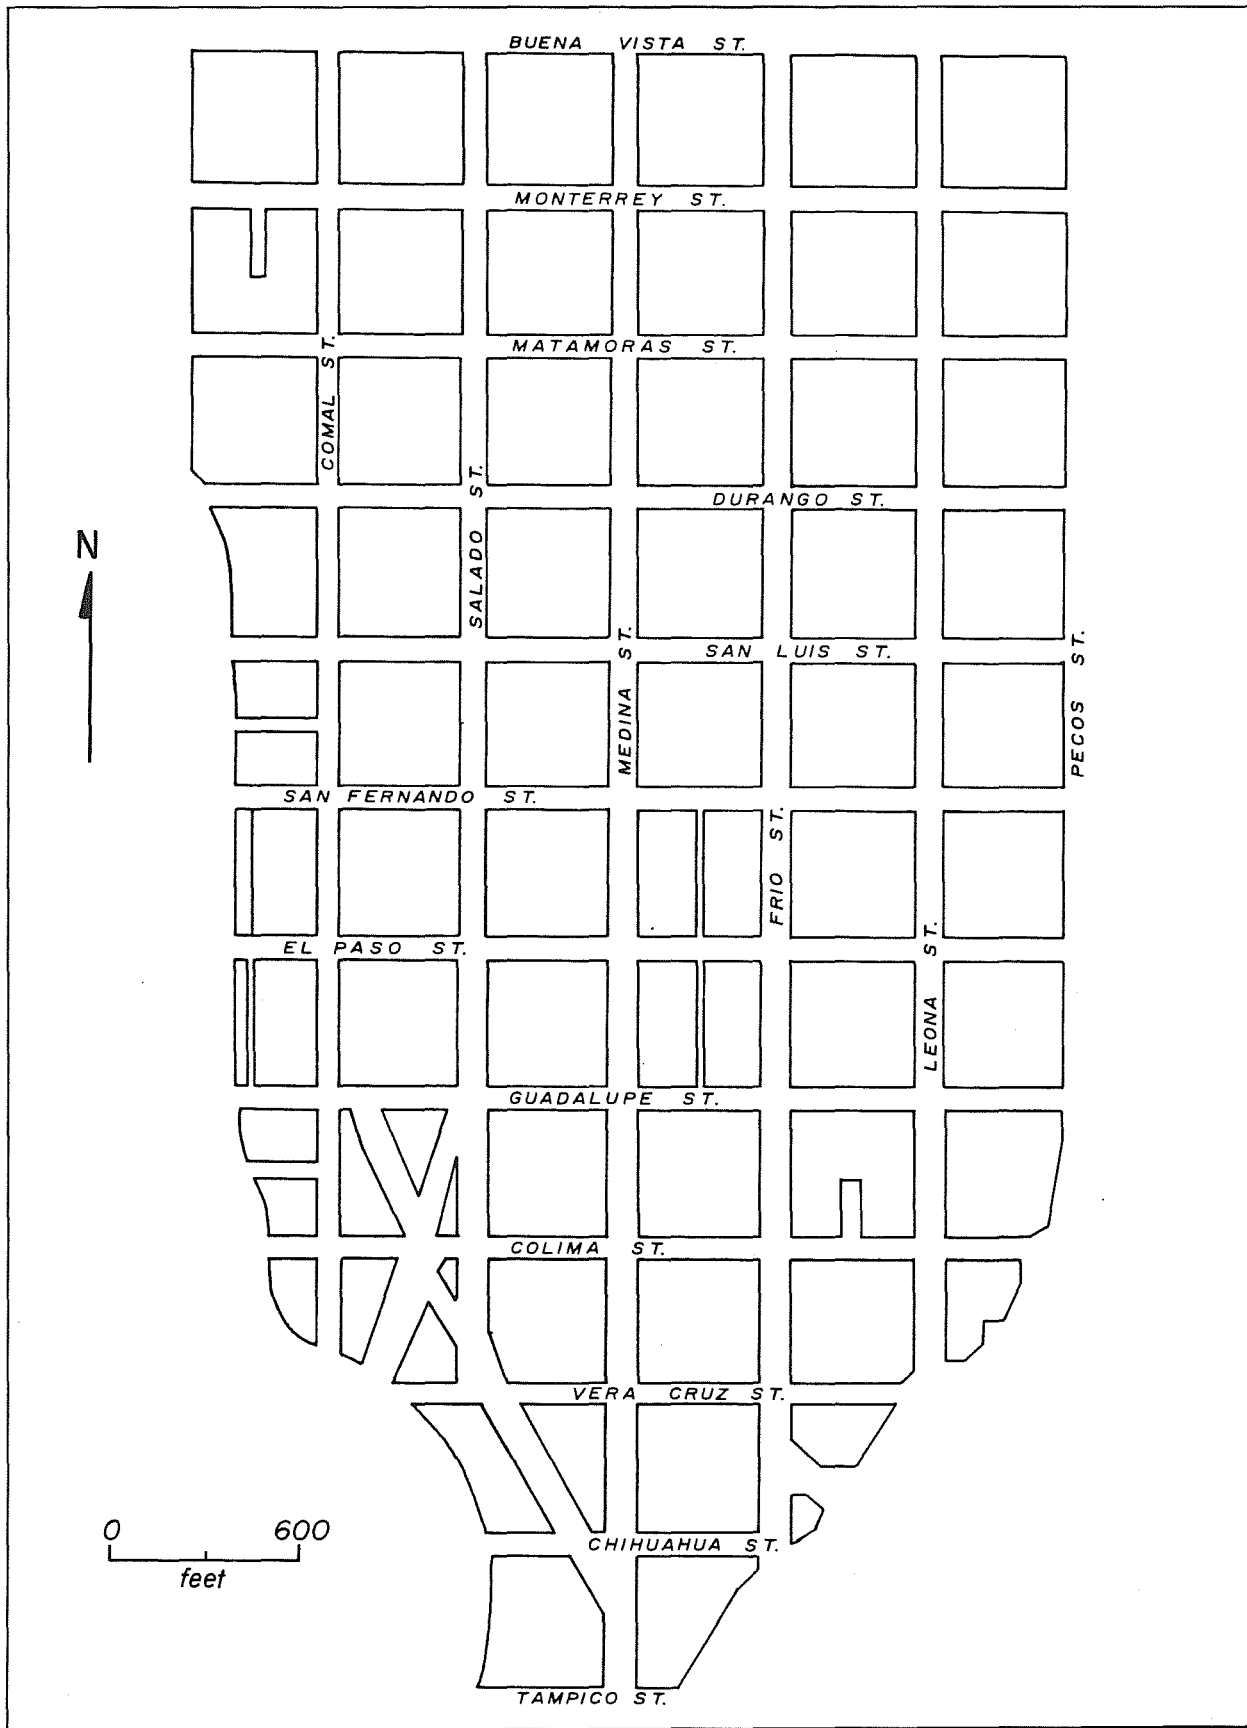 BUENA VISTA ST.
MONTERREY ST.
MATAMORAS ST.
COMAL ST.
DURANGO ST.
SALADO ST.
N
SAN LUIS ST.
MEDINA ST.
PECOS ST.
SAN FERNANDO ST.
FRIO ST.
EL PASO ST.
LEONA ST.
GUADALUPE ST.
COLIMA ST.
VERA CRUZ ST.
0 600
feet
CHIHUAHUA ST.
TAMPICO ST.